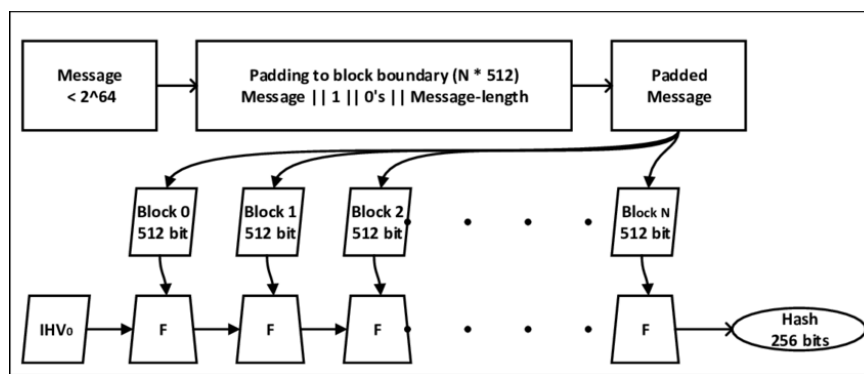 Message
< 2^64
Padding to block boundary (N * 512)
Message || 1 || 0's || Message-length
Padded
Message
Block 0
512 bit
Block 1
512 bit
Block 2
512 bit
Block N
512 bit
IHV₀
F
F
F
F
Hash
256 bits